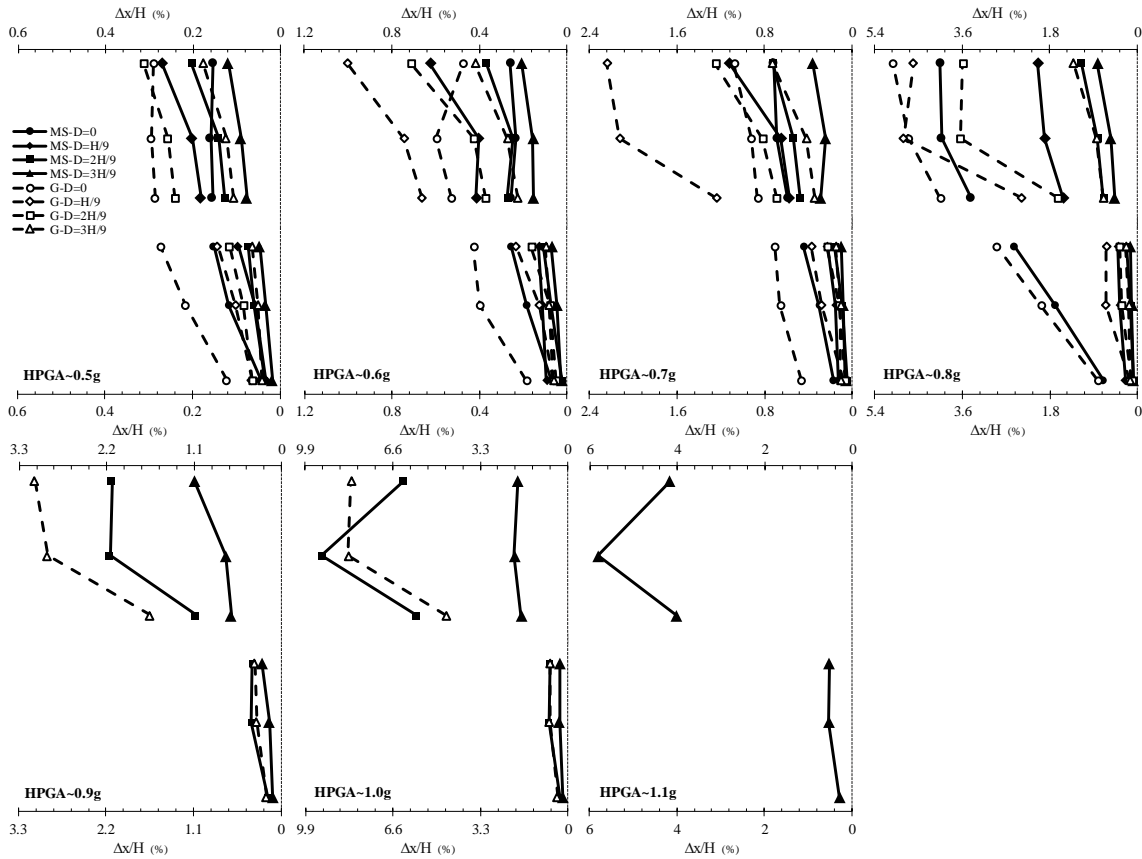 Δx/H (%) Δx/H (%) Δx/H (%) Δx/H (%)
0.6 0.4 0.2 0 1.2 0.8 0.4 0 2.4 1.6 0.8 0 5.4 3.6 1.8 0
MS-D=0
MS-D=H/9
MS-D=2H/9
MS-D=3H/9
G-D=0
G-D=H/9
G-D=2H/9
G-D=3H/9
HPGA~0.5g HPGA~0.6g HPGA~0.7g HPGA~0.8g
0.6 0.4 0.2 0 1.2 0.8 0.4 0 2.4 1.6 0.8 0 5.4 3.6 1.8 0
Δx/H (%) Δx/H (%) Δx/H (%) Δx/H (%)
3.3 2.2 1.1 0 9.9 6.6 3.3 0 6 4 2 0
HPGA~0.9g HPGA~1.0g HPGA~1.1g
3.3 2.2 1.1 0 9.9 6.6 3.3 0 6 4 2 0
Δx/H (%) Δx/H (%) Δx/H (%)